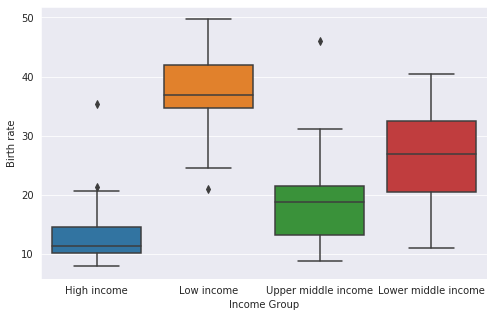 50
40
30
20
10
Birth rate
High income
Low income
Upper middle income
Lower middle income
Income Group